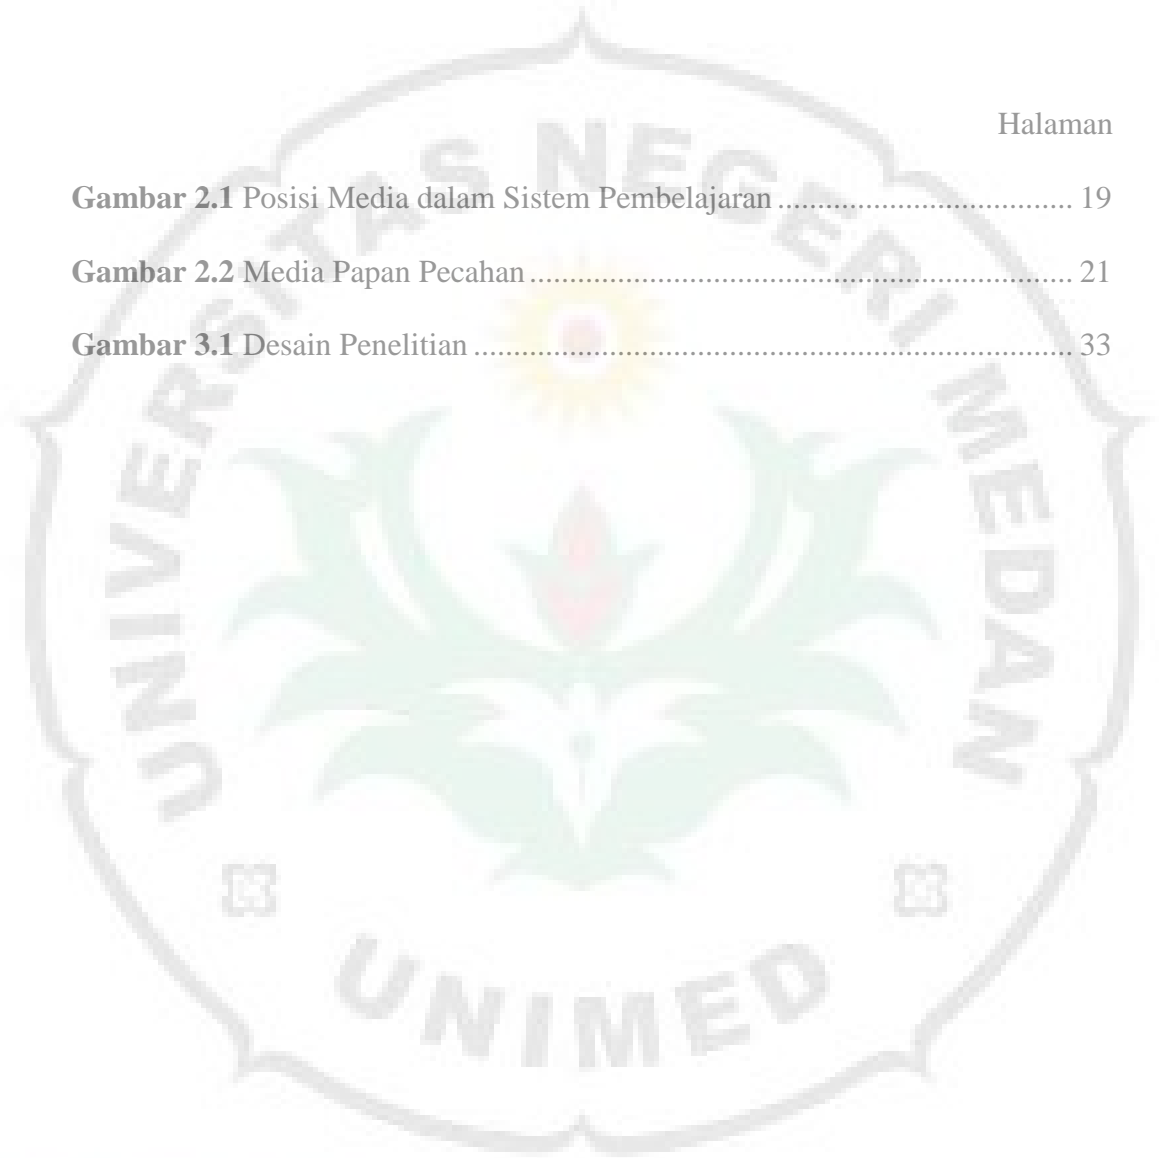 Halaman
Gambar 2.1 Posisi Media dalam Sistem Pembelajaran ...................................... 19
Gambar 2.2 Media Papan Pecahan ...................................................................... 21
Gambar 3.1 Desain Penelitian ............................................................................. 33
UNIVERSITAS NEGERI MEDAN
UNIMED